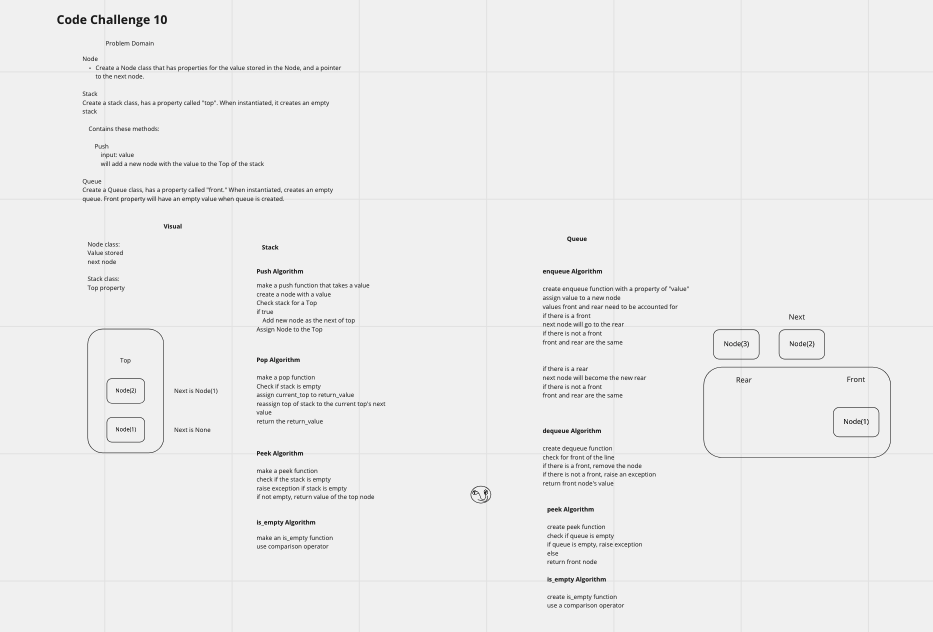 Code Challenge 10
Problem Domain
Node
- Create a Node class that has properties for the value stored in the Node, and a pointer
to the next node.
Stack
Create a stack class, has a property called "top". When instantiated, it creates an empty
stack
Contains these methods:
Push
input: value
will add a new node with the value to the Top of the stack
Queue
Create a Queue class, has a property called "front." When instantiated, creates an empty
queue. Front property will have an empty value when queue is created.
Visual
Node class:
Value stored
next node
Stack class:
Top property
Top
Node(2)
Next is Node(1)
Node(1)
Next is None
Stack
Push Algorithm
make a push function that takes a value
create a node with a value
Check stack for a Top
if true
Add new node as the next of top
Assign Node to the Top
Pop Algorithm
make a pop function
Check if stack is empty
assign current_top to return_value
reassign top of stack to the current top's next
value
return the return_value
Peek Algorithm
make a peek function
check if the stack is empty
raise exception if stack is empty
if not empty, return value of the top node
is_empty Algorithm
make an is_empty function
use comparison operator
Queue
enqueue Algorithm
create enqueue function with a property of "value"
assign value to a new node
values front and rear need to be accounted for
if there is a front
next node will go to the rear
if there is not a front
front and rear are the same
if there is a rear
next node will become the new rear
if there is not a front
front and rear are the same
dequeue Algorithm
create dequeue function
check for front of the line
if there is a front, remove the node
if there is not a front, raise an exception
return front node's value
peek Algorithm
create peek function
check if queue is empty
if queue is empty, raise exception
else
return front node
is_empty Algorithm
create is_empty function
use a comparison operator
Next
Node(3)
Node(2)
Rear
Front
Node(1)